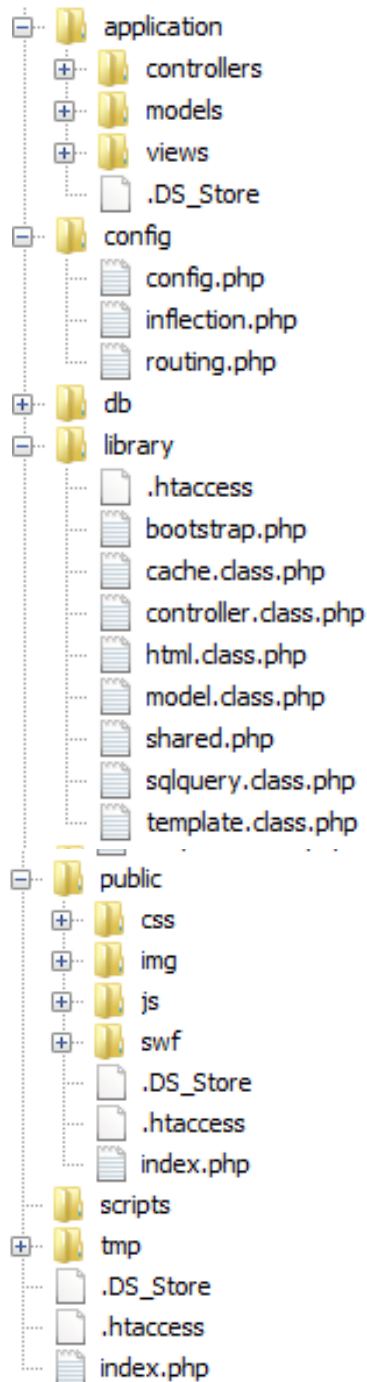 application
controllers
models
views
.DS_Store
config
config.php
inflection.php
routing.php
db
library
.htaccess
bootstrap.php
cache.class.php
controller.class.php
html.class.php
model.class.php
shared.php
sqlquery.class.php
template.class.php
public
css
img
js
swf
.DS_Store
.htaccess
index.php
scripts
tmp
.DS_Store
.htaccess
index.php